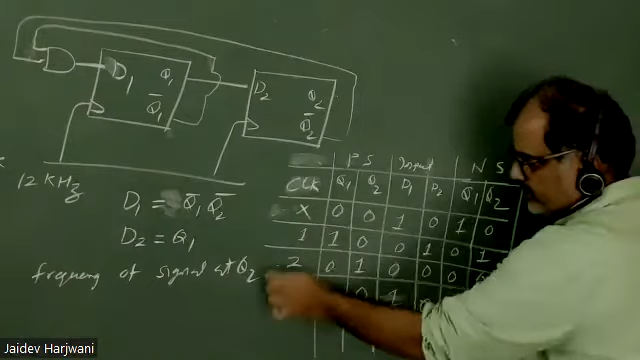 D1 Q1
Q̅1
D2 Q2
Q̅2
12 KHz
D1 = Q̅1 Q̅2
D2 = Q1
frequency of signal at Q2
PS Input NS
CLK Q1 Q2 D1 D2 Q1 Q2
X 0 0 1 0 1 0
1 1 0 0 1 0 1
2 0 1 0 0 0
0 1
Jaidev Harjwani